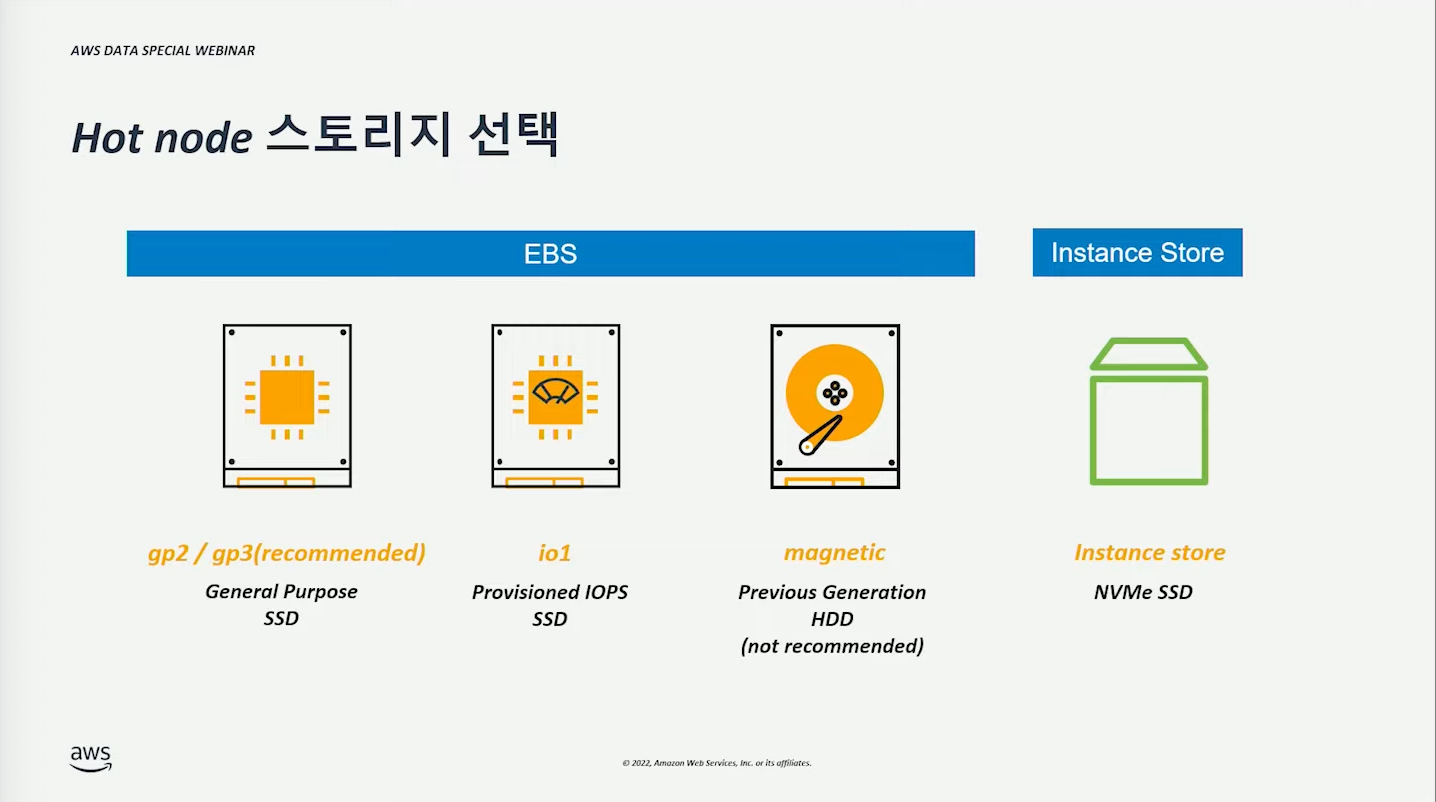 AWS DATA SPECIAL WEBINAR
Hot node 스토리지 선택
EBS
Instance Store
gp2 / gp3(recommended)
General Purpose
SSD
io1
Provisioned IOPS
SSD
magnetic
Previous Generation
HDD
(not recommended)
Instance store
NVMe SSD
aws
© 2022, Amazon Web Services, Inc. or its affiliates.